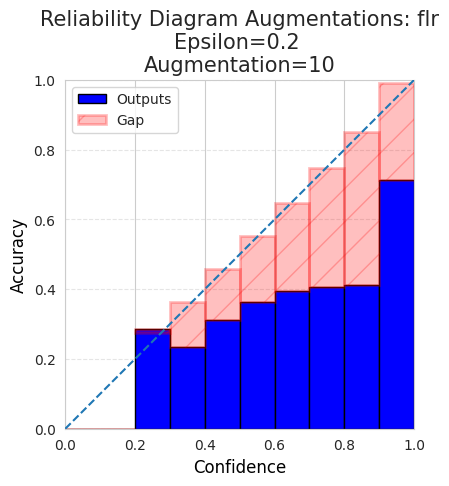 Reliability Diagram Augmentations: flr
Epsilon=0.2
Augmentation=10
1.0
0.8
0.6
0.4
0.2
0.0
Accuracy
Outputs
Gap
0.0 0.2 0.4 0.6 0.8 1.0
Confidence